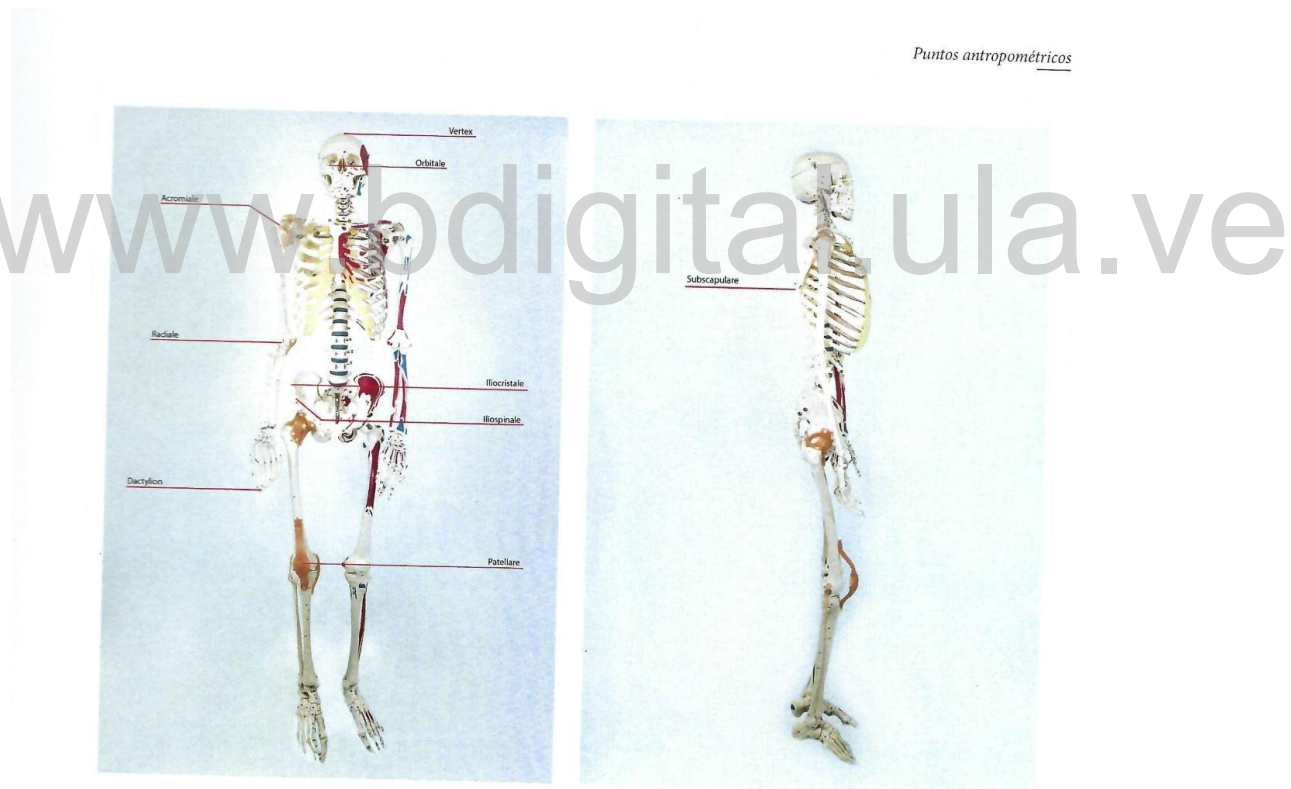 Puntos antropométricos
Vertex
Orbitale
Acromiale
www.bdigital.ula.ve
Subscapulare
Radiale
Iliocristale
Iliospinale
Dactylion
Patellare